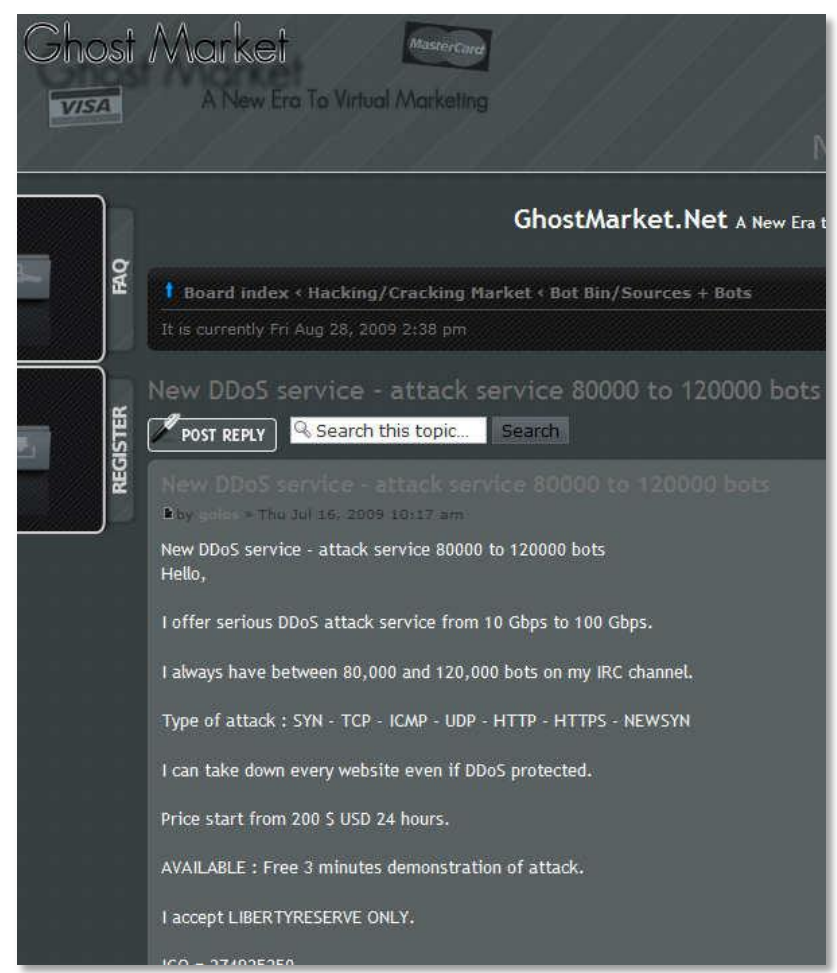 Ghost Market
MasterCard
VISA
A New Era To Virtual Marketing
N
GhostMarket.Net A New Era t
FAQ
Board index ‹ Hacking/Cracking Market ‹ Bot Bin/Sources + Bots
It is currently Fri Aug 28, 2009 2:38 pm
New DDoS service - attack service 80000 to 120000 bots
REGISTER
POST REPLY Search this topic... Search
New DDoS service - attack service 80000 to 120000 bots
by golos » Thu Jul 16, 2009 10:17 am
New DDoS service - attack service 80000 to 120000 bots
Hello,
I offer serious DDoS attack service from 10 Gbps to 100 Gbps.
I always have between 80,000 and 120,000 bots on my IRC channel.
Type of attack : SYN - TCP - ICMP - UDP - HTTP - HTTPS - NEWSYN
I can take down every website even if DDoS protected.
Price start from 200 $ USD 24 hours.
AVAILABLE : Free 3 minutes demonstration of attack.
I accept LIBERTYRESERVE ONLY.
ICQ =